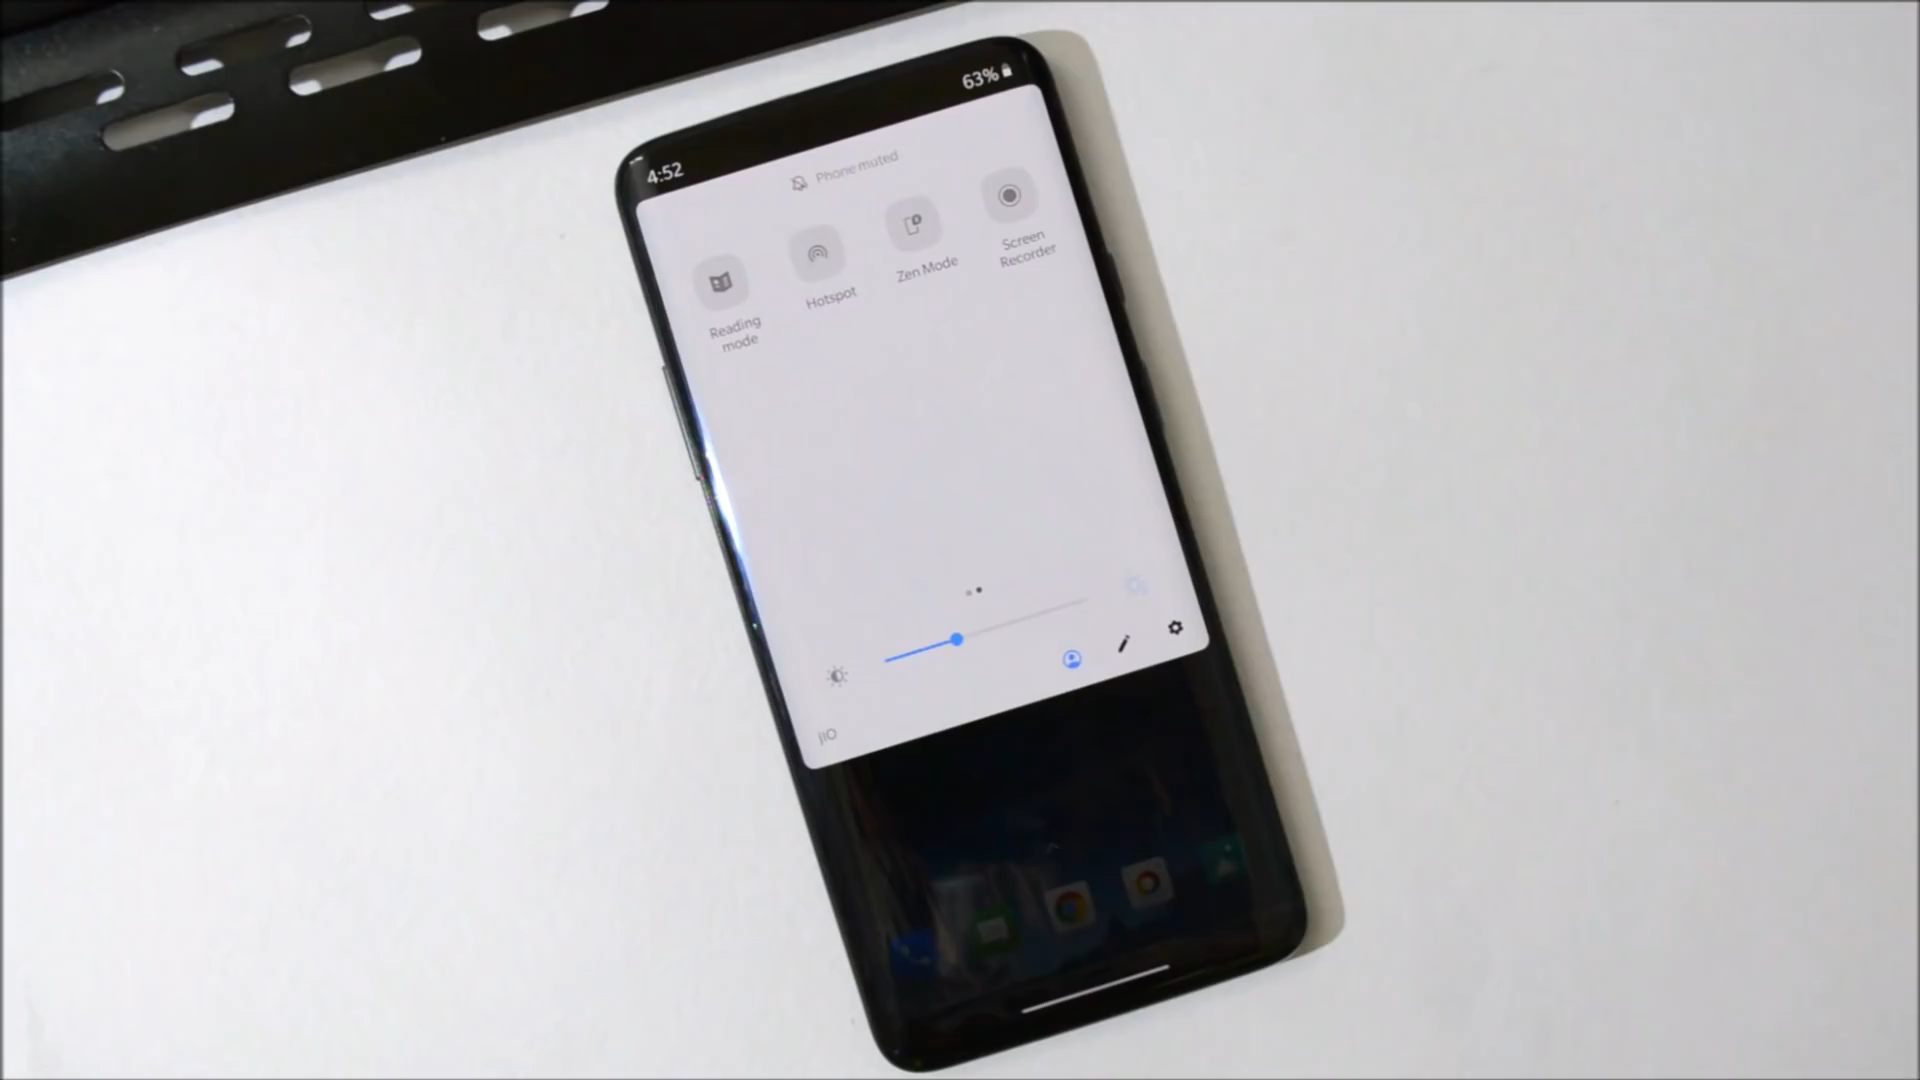 4:52
63%
Phone muted
Reading
mode
Hotspot
Zen Mode
Screen
Recorder
JIO